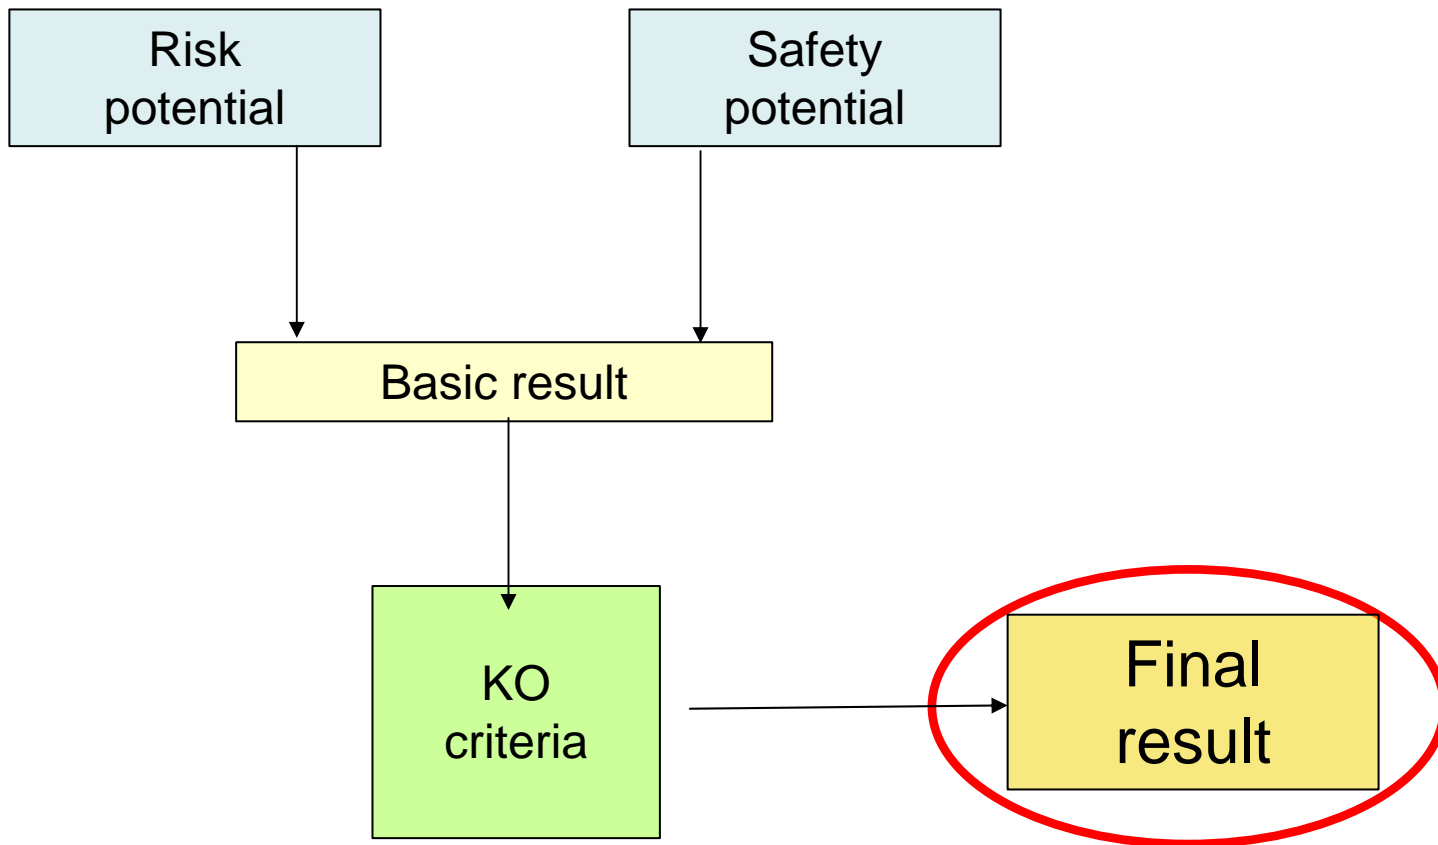 Risk
potential
Safety
potential
Basic result
KO
criteria
Final
result